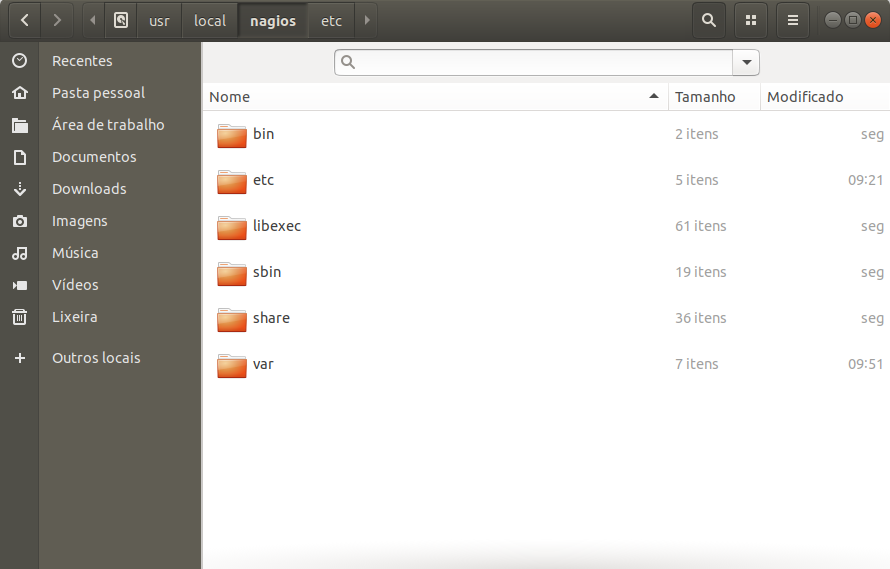 usr local nagios etc
Recentes
Pasta pessoal
Área de trabalho
Documentos
Downloads
Imagens
Música
Vídeos
Lixeira
Outros locais
Nome Tamanho Modificado
bin 2 itens seg
etc 5 itens 09:21
libexec 61 itens seg
sbin 19 itens seg
share 36 itens seg
var 7 itens 09:51